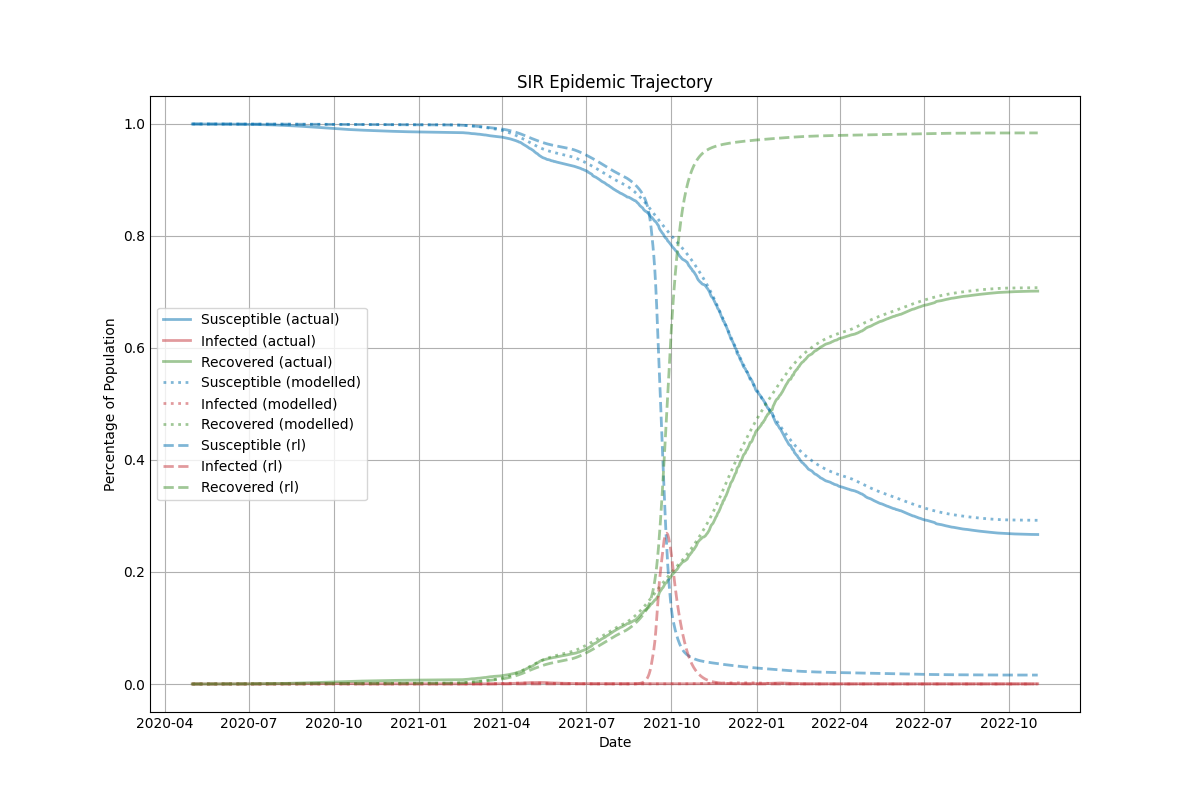 SIR Epidemic Trajectory
Percentage of Population
1.0
0.8
0.6
0.4
0.2
0.0
Susceptible (actual)
Infected (actual)
Recovered (actual)
Susceptible (modelled)
Infected (modelled)
Recovered (modelled)
Susceptible (rl)
Infected (rl)
Recovered (rl)
2020-04 2020-07 2020-10 2021-01 2021-04 2021-07 2021-10 2022-01 2022-04 2022-07 2022-10
Date